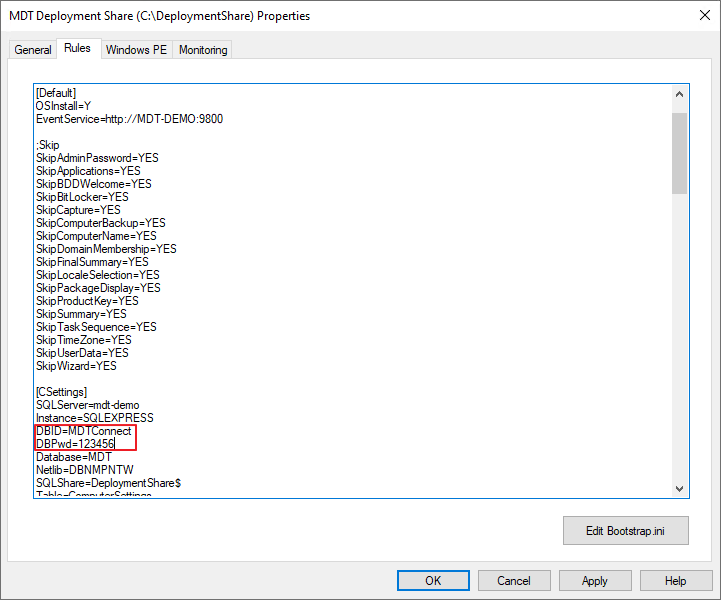 MDT Deployment Share (C:\DeploymentShare) Properties
General Rules Windows PE Monitoring
[Default]
OSInstall=Y
EventService=http://MDT-DEMO:9800
;Skip
SkipAdminPassword=YES
SkipApplications=YES
SkipBDDWelcome=YES
SkipBitLocker=YES
SkipCapture=YES
SkipComputerBackup=YES
SkipComputerName=YES
SkipDomainMembership=YES
SkipFinalSummary=YES
SkipLocaleSelection=YES
SkipPackageDisplay=YES
SkipProductKey=YES
SkipSummary=YES
SkipTaskSequence=YES
SkipTimeZone=YES
SkipUserData=YES
SkipWizard=YES
[CSettings]
SQLServer=mdt-demo
Instance=SQLEXPRESS
DBID=MDTConnect
DBPwd=123456
Database=MDT
Netlib=DBNMPNTW
SQLShare=DeploymentShare$
Table=ComputerSettings
Edit Bootstrap.ini
OK Cancel Apply Help